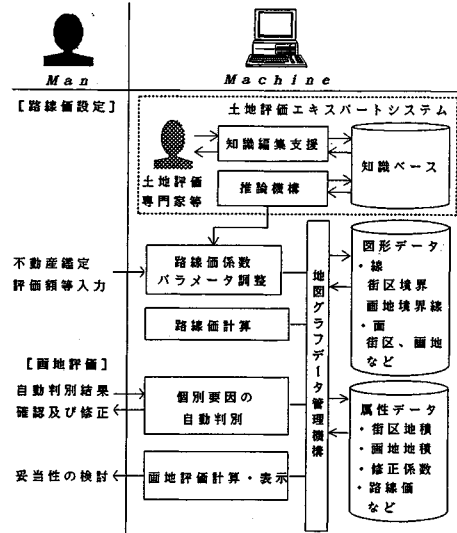 Man
Machine
[路線価設定]
土地評価エキスパートシステム
知識編集支援
知識ベース
土地評価
専門家等
推論機構
不動産鑑定
評価額等入力
路線価係数
パラメータ調整
路線価計算
地図グラフデータ管理機構
図形データ
・線
街区境界
画地境界線
・面
街区、画地
など
[画地評価]
自動判別結果
確認及び修正
個別要因の
自動判別
妥当性の検討
画地評価計算・表示
属性データ
・街区地積
・画地地積
・修正係数
・路線価
など